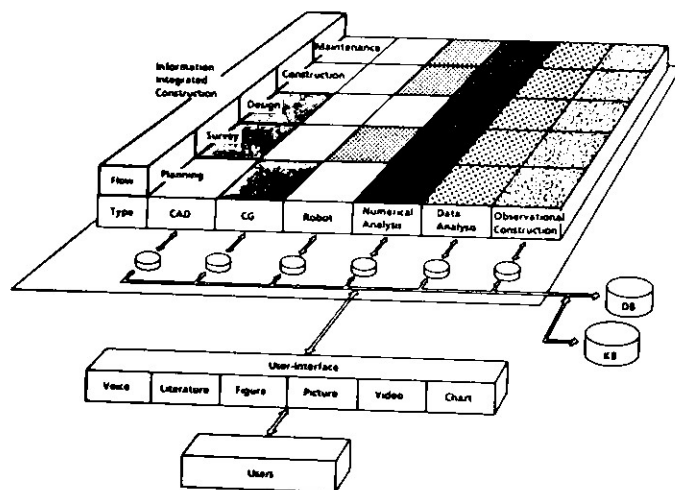 Maintenance
Information
Integrated
Construction
Construction
Design
Survey
Flow
Planning
Type
CAD
CG
Robot
Numerical
Analysis
Data
Analyso
Observational
Construction
DB
KB
User-Interface
Voice
Literature
Figure
Picture
Video
Chart
Users